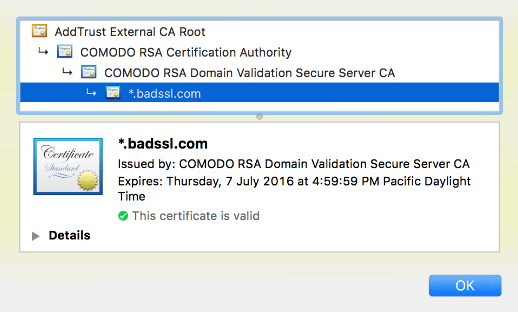 AddTrust External CA Root
COMODO RSA Certification Authority
COMODO RSA Domain Validation Secure Server CA
*.badssl.com
Certificate
Standard
*.badssl.com
Issued by: COMODO RSA Domain Validation Secure Server CA
Expires: Thursday, 7 July 2016 at 4:59:59 PM Pacific Daylight
Time
This certificate is valid
Details
OK